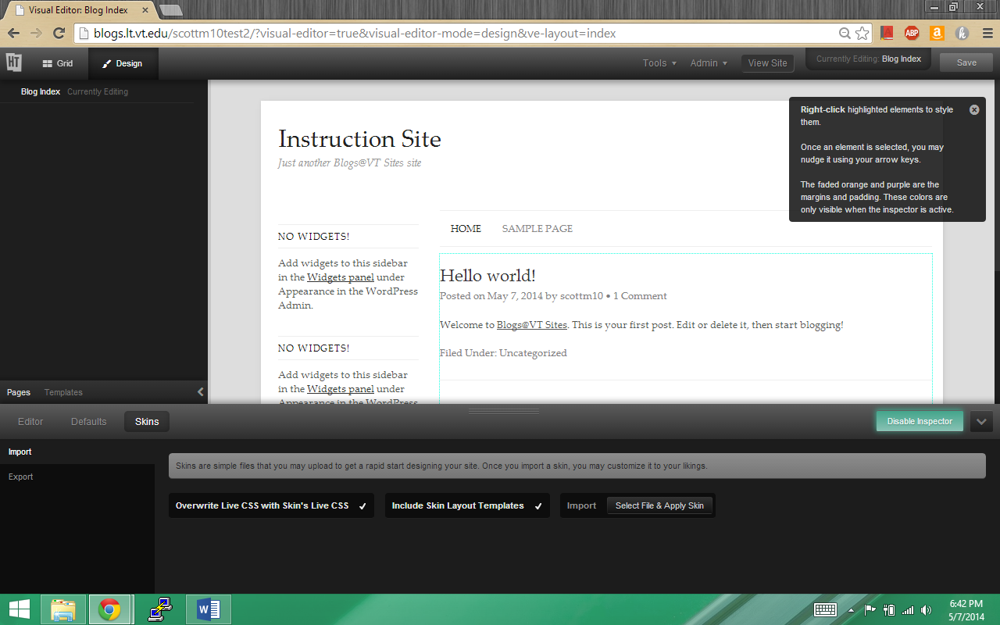 Visual Editor: Blog Index
blogs.lt.vt.edu/scottm10test2/?visual-editor=true&visual-editor-mode=design&ve-layout=index
ABP
a
h
HT
Grid
Design
Tools
Admin
View Site
Currently Editing: Blog Index
Save
Blog Index Currently Editing
Right-click highlighted elements to style
them.
Once an element is selected, you may
nudge it using your arrow keys.
The faded orange and purple are the
margins and padding. These colors are
only visible when the inspector is active.
Instruction Site
Just another Blogs@VT Sites site
HOME
SAMPLE PAGE
NO WIDGETS!
Add widgets to this sidebar
in the Widgets panel under
Appearance in the WordPress
Admin.
Hello world!
Posted on May 7, 2014 by scottm10 • 1 Comment
Welcome to Blogs@VT Sites. This is your first post. Edit or delete it, then start blogging!
Filed Under: Uncategorized
NO WIDGETS!
Add widgets to this sidebar
in the Widgets panel under
Appearance in the WordPress
Pages
Templates
Editor
Defaults
Skins
Disable Inspector
Import
Export
Skins are simple files that you may upload to get a rapid start designing your site. Once you import a skin, you may customize it to your likings.
Overwrite Live CSS with Skin's Live CSS ✓
Include Skin Layout Templates ✓
Import
Select File & Apply Skin
W
6:42 PM
5/7/2014